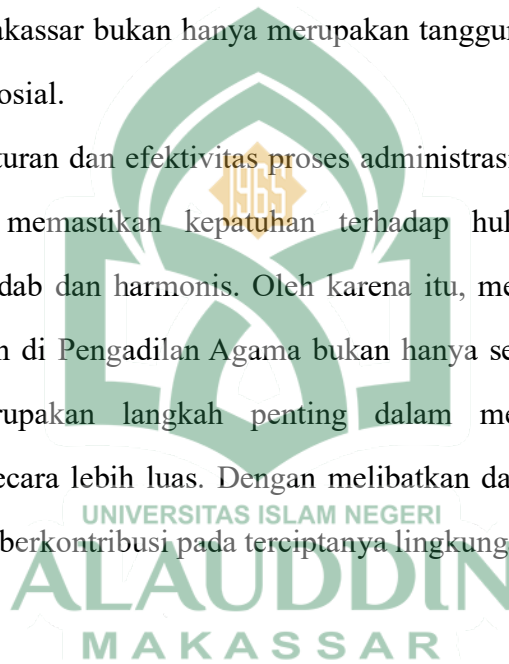 akassar bukan hanya merupakan tanggun
osial.
turan dan efektivitas proses administrasi
memastikan kepatuhan terhadap huk
1965
dab dan harmonis. Oleh karena itu, me
n di Pengadilan Agama bukan hanya se
rupakan langkah penting dalam me
ecara lebih luas. Dengan melibatkan da
UNIVERSITAS ISLAM NEGERI
berkontribusi pada terciptanya lingkung
ALAUDDIN
MAKASSAR